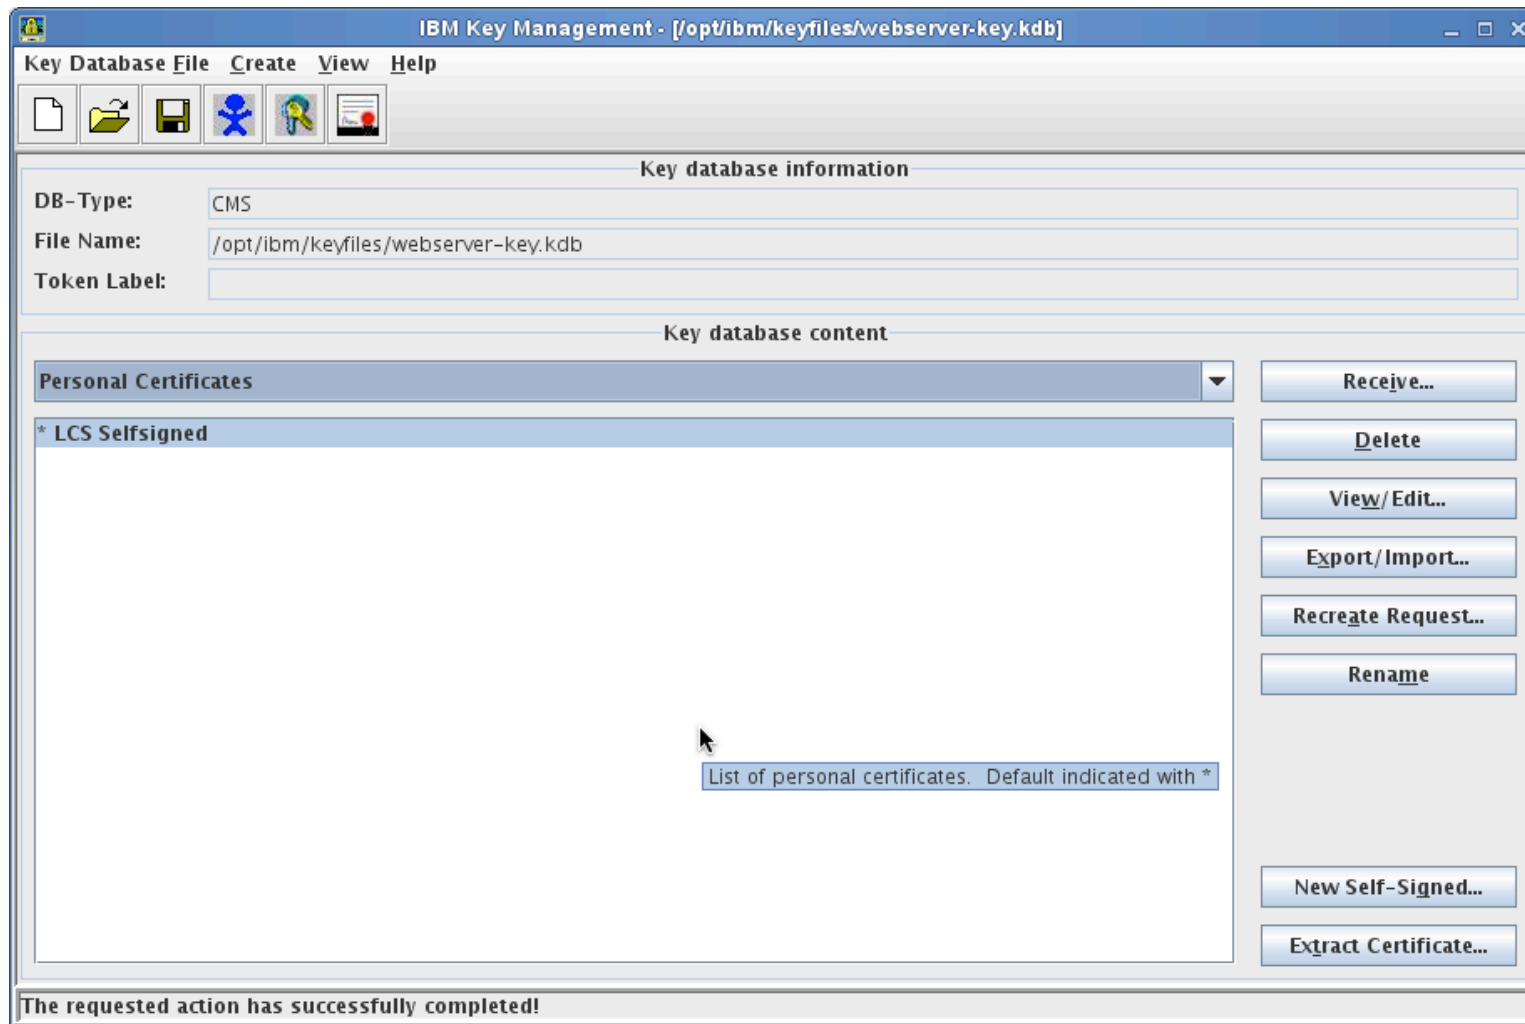 IBM Key Management - [/opt/ibm/keyfiles/webserver-key.kdb]
Key Database File Create View Help
Key database information
DB-Type: CMS
File Name: /opt/ibm/keyfiles/webserver-key.kdb
Token Label:
Key database content
Personal Certificates
* LCS Selfsigned
List of personal certificates. Default indicated with *
Receive...
Delete
View/Edit...
Export/Import...
Recreate Request...
Rename
New Self-Signed...
Extract Certificate...
The requested action has successfully completed!